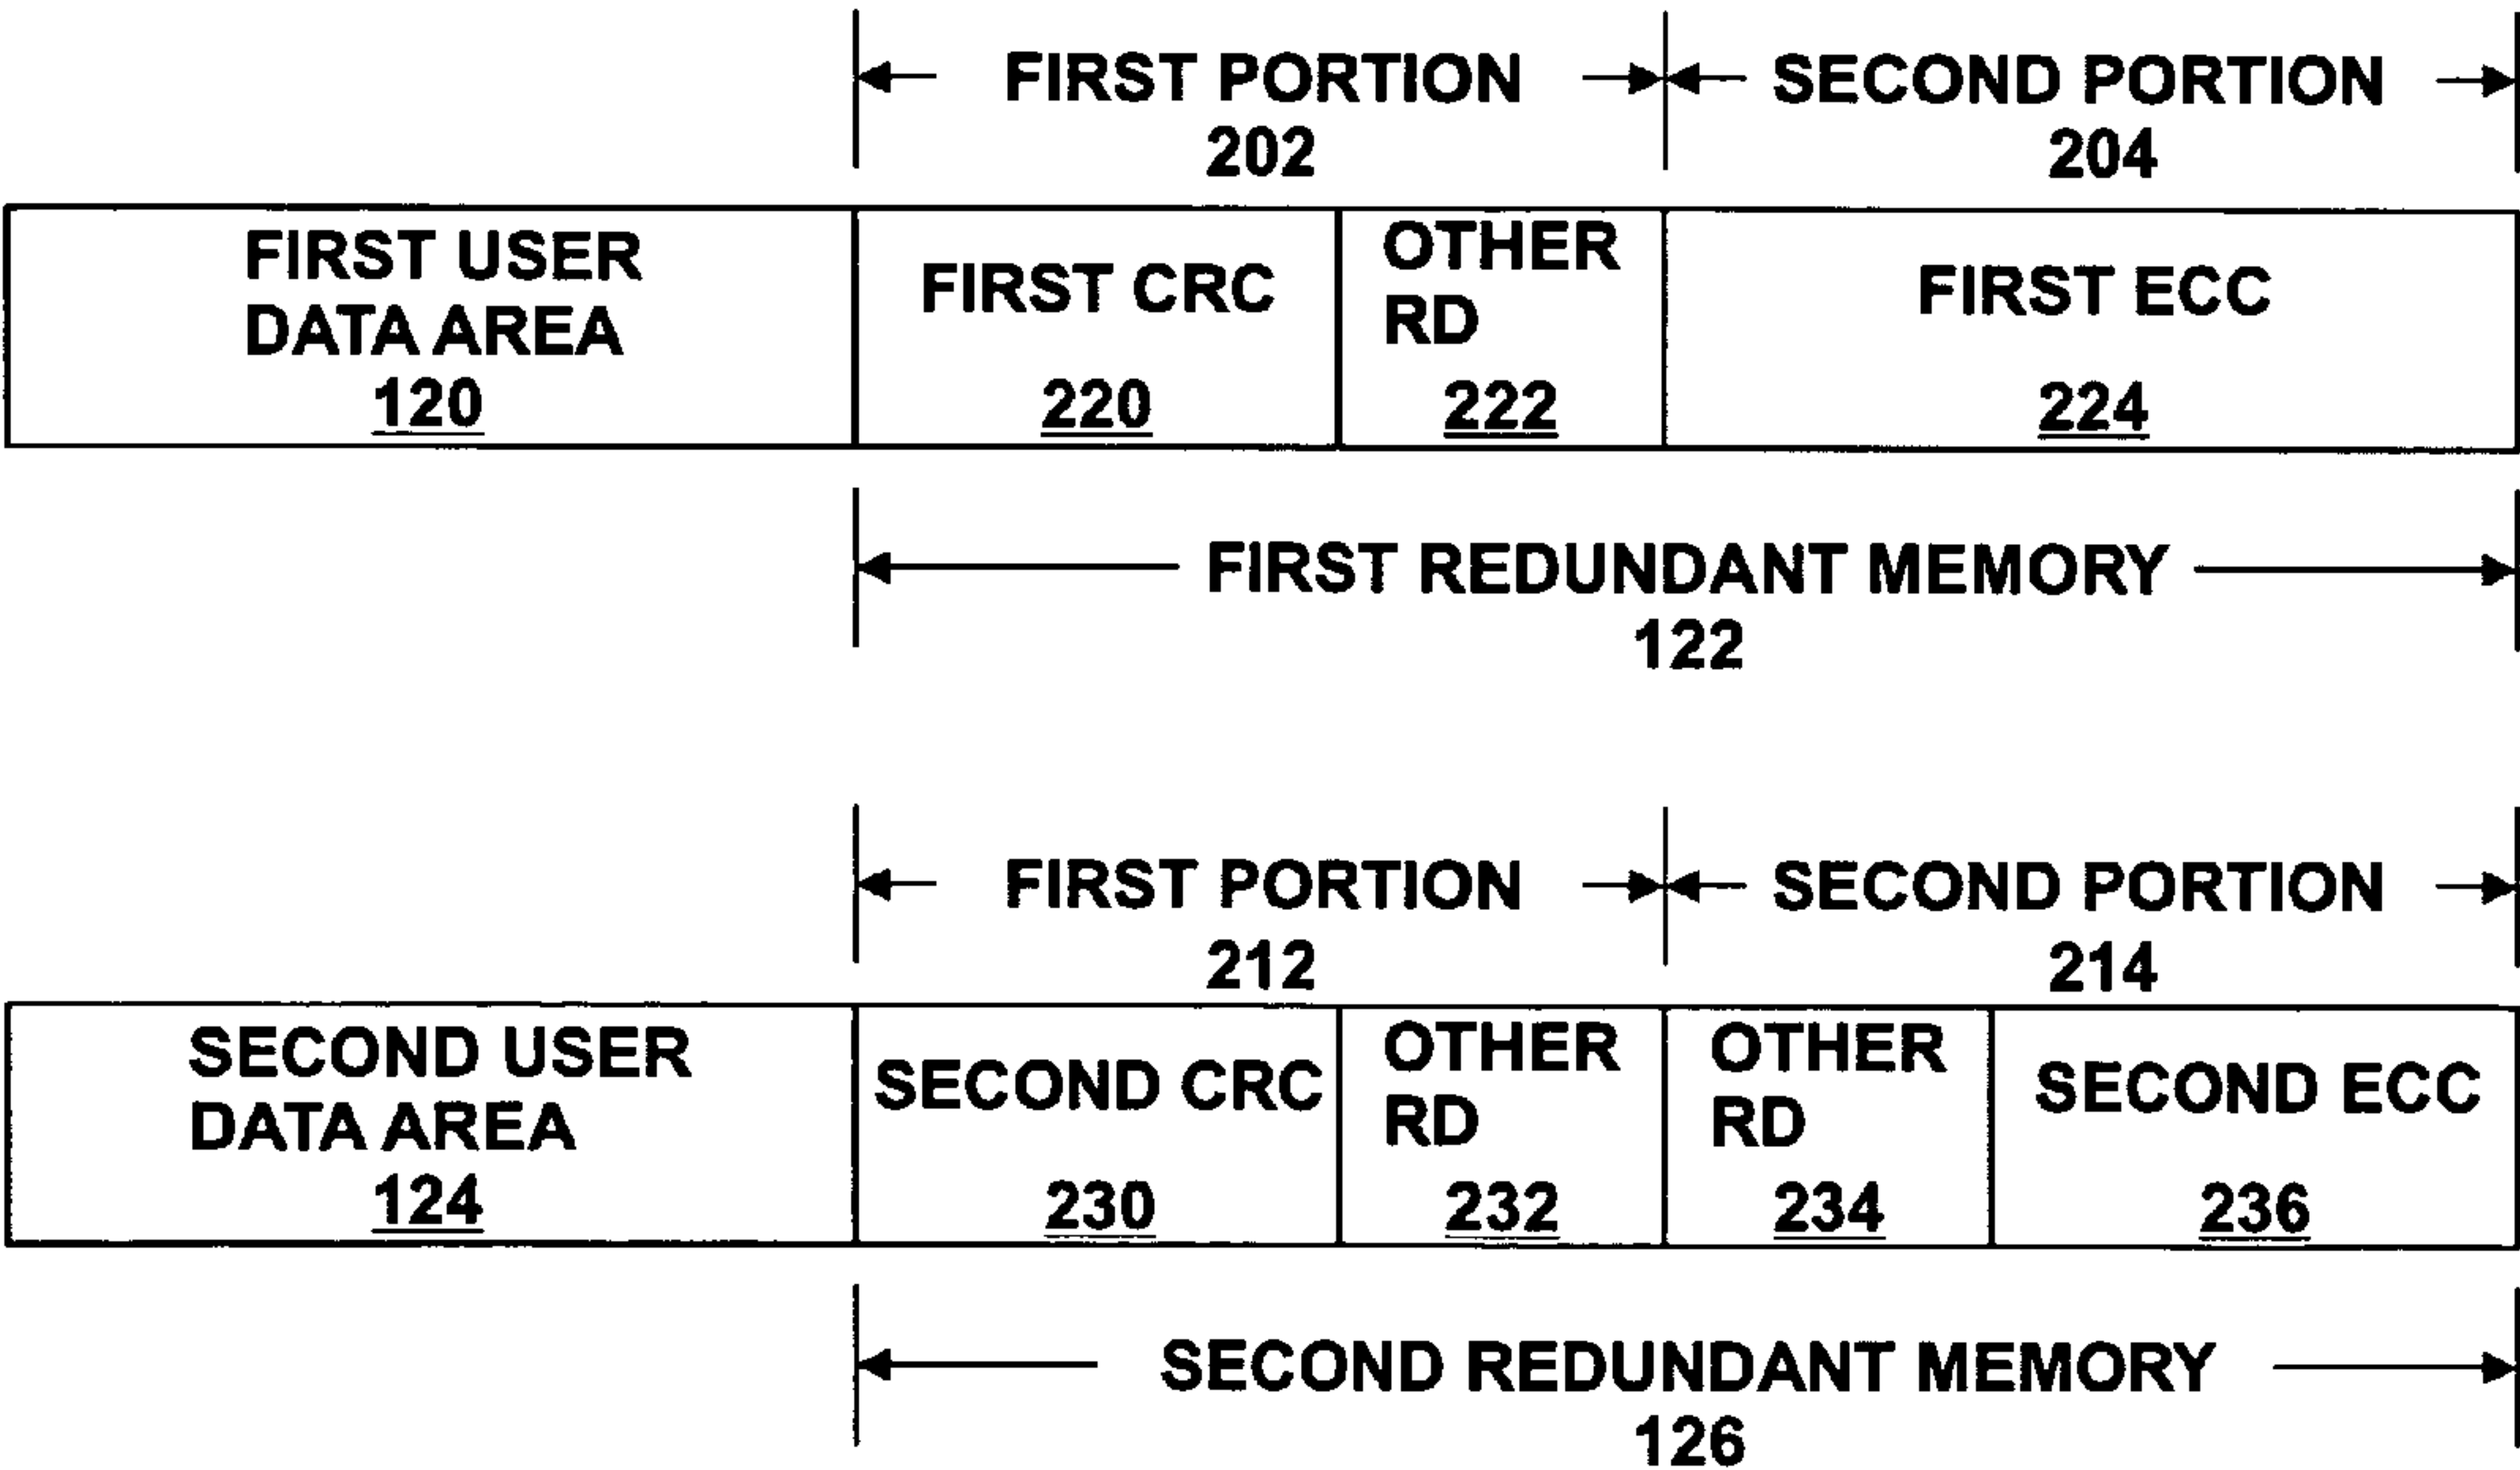 FIRST PORTION
202
SECOND PORTION
204
FIRST USER
DATA AREA
120
FIRST CRC
220
OTHER
RD
222
FIRST ECC
224
FIRST REDUNDANT MEMORY
122
FIRST PORTION
212
SECOND PORTION
214
SECOND USER
DATA AREA
124
SECOND CRC
230
OTHER
RD
232
OTHER
RD
234
SECOND ECC
236
SECOND REDUNDANT MEMORY
126